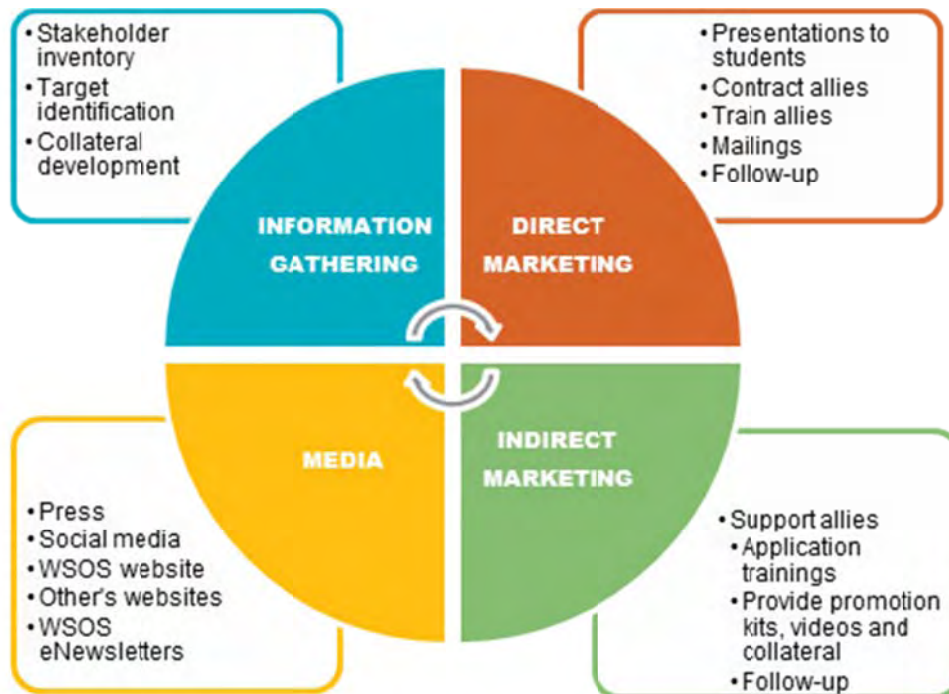 • Stakeholder
inventory
• Target
identification
• Collateral
development
• Presentations to
students
• Contract allies
• Train allies
• Mailings
• Follow-up
INFORMATION
GATHERING
DIRECT
MARKETING
MEDIA
INDIRECT
MARKETING
• Press
• Social media
• WSOS website
• Other's websites
• WSOS
eNewsletters
• Support allies
• Application
trainings
• Provide promotion
kits, videos and
collateral
• Follow-up